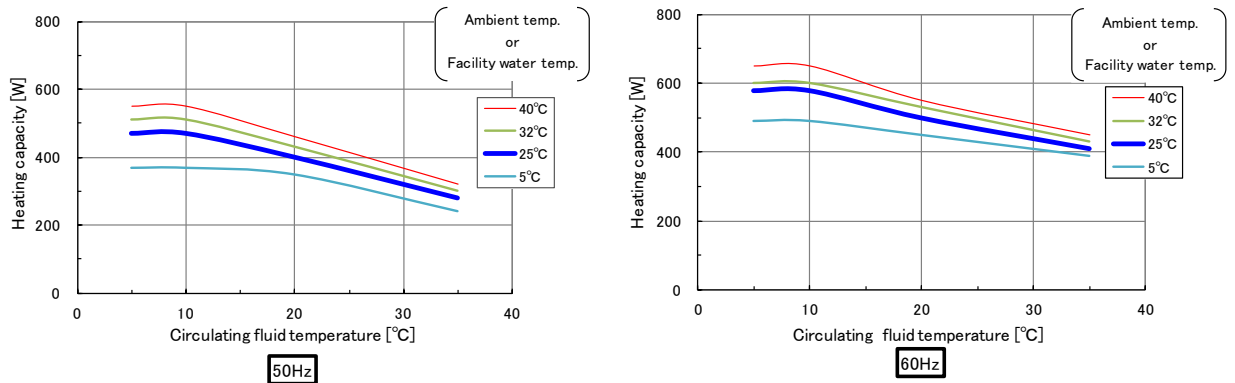 Heating capacity [W]
800
600
400
200
0
0 10 20 30 40
Circulating fluid temperature [℃]
Ambient temp.
or
Facility water temp.
40℃
32℃
25℃
5℃
50Hz
Heating capacity [W]
800
600
400
200
0
0 10 20 30 40
Circulating fluid temperature [℃]
Ambient temp.
or
Facility water temp.
40℃
32℃
25℃
5℃
60Hz